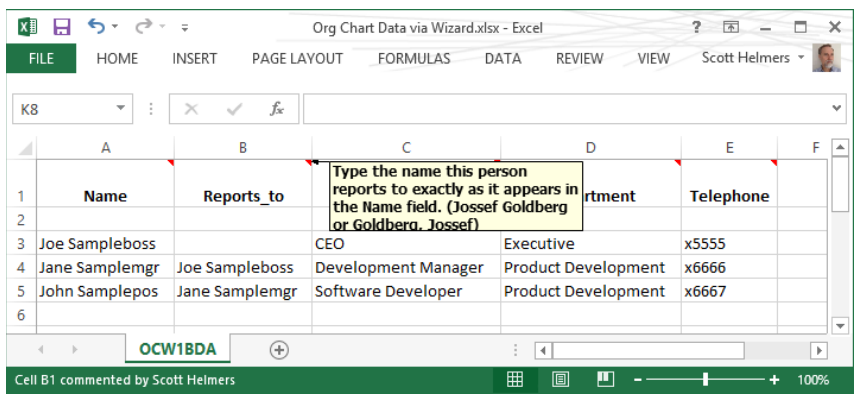 Org Chart Data via Wizard.xlsx - Excel
?
FILE HOME INSERT PAGE LAYOUT FORMULAS DATA REVIEW VIEW Scott Helmers
K8 fx
A B C D E F
1 Name Reports_to rtment Telephone
Type the name this person
reports to exactly as it appears in
the Name field. (Jossef Goldberg
or Goldberg, Jossef)
2
3 Joe Sampleboss CEO Executive x5555
4 Jane Samplemgr Joe Sampleboss Development Manager Product Development x6666
5 John Samplepos Jane Samplemgr Software Developer Product Development x6667
6
OCW1BDA
Cell B1 commented by Scott Helmers 100%